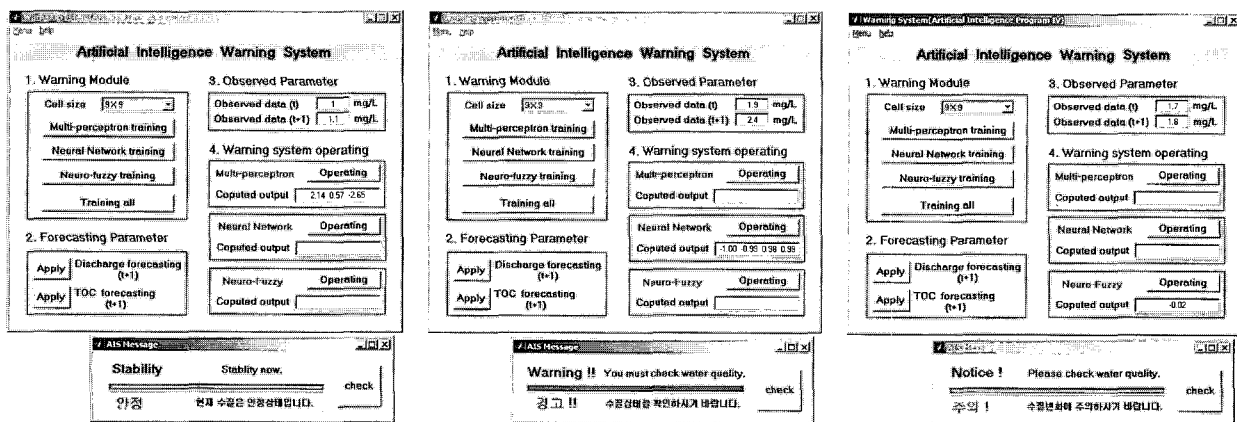 Menu help
Artificial Intelligence Warning System
1. Warning Module
Cell size 9X9
Multi-perceptron training
Neural Network training
Neuro-fuzzy training
Training all
2. Forecasting Parameter
Apply Discharge forecasting (t+1)
Apply TOC forecasting (t+1)
3. Observed Parameter
Observed data (t) 1 mg/L
Observed data (t+1) 1.1 mg/L
4. Warning system operating
Multi-perceptron Operating
Coputed output 2.14 0.57 -2.65
Neural Network Operating
Coputed output
Neuro-Fuzzy Operating
Coputed output
AIS Message
Stability Stablity now.
안정 현재 수질은 안정상태입니다.
check
Artificial Intelligence Warning System
1. Warning Module
Cell size 9X9
Multi-perceptron training
Neural Network training
Neuro-fuzzy training
Training all
2. Forecasting Parameter
Apply Discharge forecasting (t+1)
Apply TOC forecasting (t+1)
3. Observed Parameter
Observed data (t) 1.9 mg/L
Observed data (t+1) 2.4 mg/L
4. Warning system operating
Multi-perceptron Operating
Coputed output
Neural Network Operating
Coputed output -1.00 -0.99 0.98 0.99
Neuro-Fuzzy Operating
Coputed output
AIS Message
Warning !! You must check water quality.
경고 !! 수질상태를 확인하시기 바랍니다.
check
Warning System(Artificial Intelligence Program IV)
Menu help
Artificial Intelligence Warning System
1. Warning Module
Cell size 9X9
Multi-perceptron training
Neural Network training
Neuro-fuzzy training
Training all
2. Forecasting Parameter
Apply Discharge forecasting (t+1)
Apply TOC forecasting (t+1)
3. Observed Parameter
Observed data (t) 1.7 mg/L
Observed data (t+1) 1.8 mg/L
4. Warning system operating
Multi-perceptron Operating
Coputed output
Neural Network Operating
Coputed output
Neuro-Fuzzy Operating
Coputed output -0.02
Notice ! Please check water quality.
주의 ! 수질변화에 주의하시기 바랍니다.
check